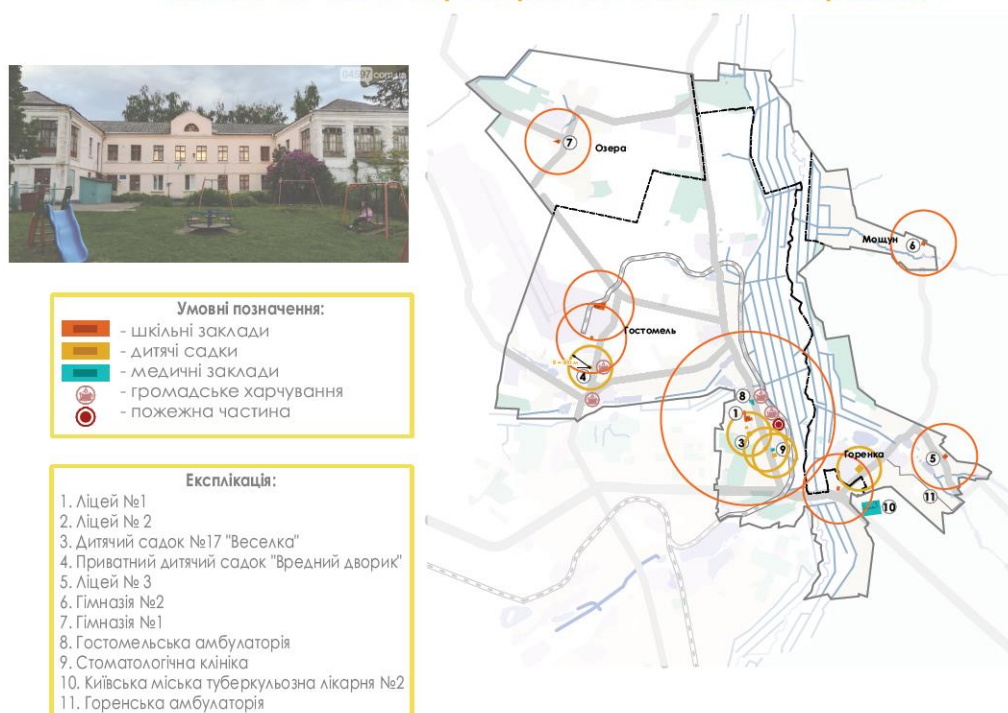 04597.com.ua
Умовні позначення:
- шкільні заклади
- дитячі садки
- медичні заклади
- громадське харчування
- пожежна частина
Експлікація:
1. Ліцей №1
2. Ліцей № 2
3. Дитячий садок №17 "Веселка"
4. Приватний дитячий садок "Вредний дворик"
5. Ліцей № 3
6. Гімназія №2
7. Гімназія №1
8. Гостомельська амбулаторія
9. Стоматологічна клініка
10. Київська міська туберкульозна лікарня №2
11. Горенська амбулаторія
7
Озера
Мощун
6
Гостомель
4
8
1
3
9
Горенка
5
11
10